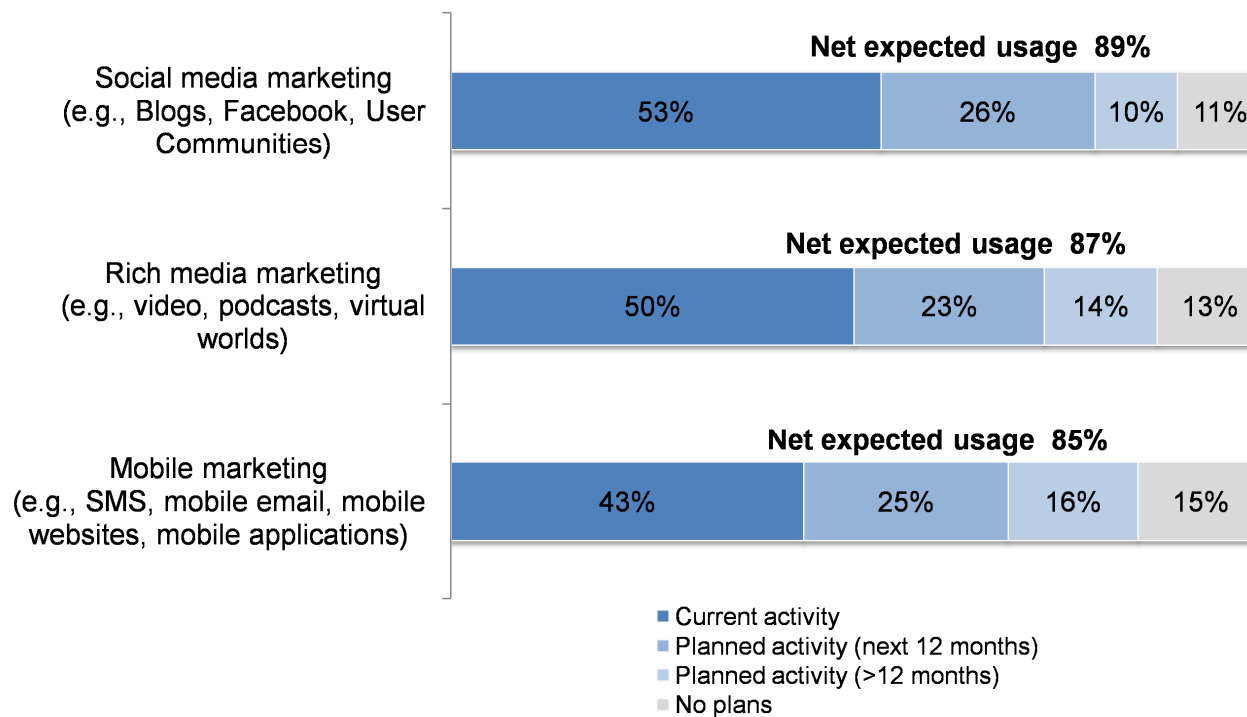 Net expected usage 89%
Social media marketing
(e.g., Blogs, Facebook, User
Communities)
53%
26%
10%
11%
Net expected usage 87%
Rich media marketing
(e.g., video, podcasts, virtual
worlds)
50%
23%
14%
13%
Net expected usage 85%
Mobile marketing
(e.g., SMS, mobile email, mobile
websites, mobile applications)
43%
25%
16%
15%
Current activity
Planned activity (next 12 months)
Planned activity (>12 months)
No plans